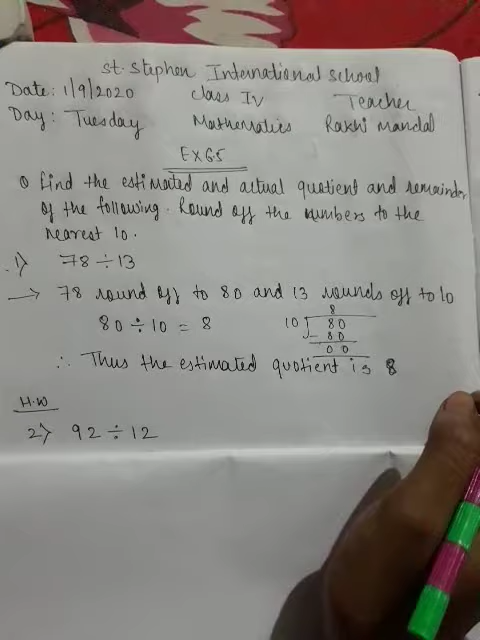 St. Stephen International School
Date: 1/9/2020 Class IV Teacher
Day: Tuesday Mathematics Rakhi Mandal
EX 6.5
Q Find the estimated and actual quotient and remainder
of the following. Round off the numbers to the
nearest 10.
1) 78 ÷ 13
→ 78 round off to 80 and 13 rounds off to 10
80 ÷ 10 = 8
8
10 ) 80
- 80
00
∴ Thus the estimated quotient is 8
H.W
2) 92 ÷ 12